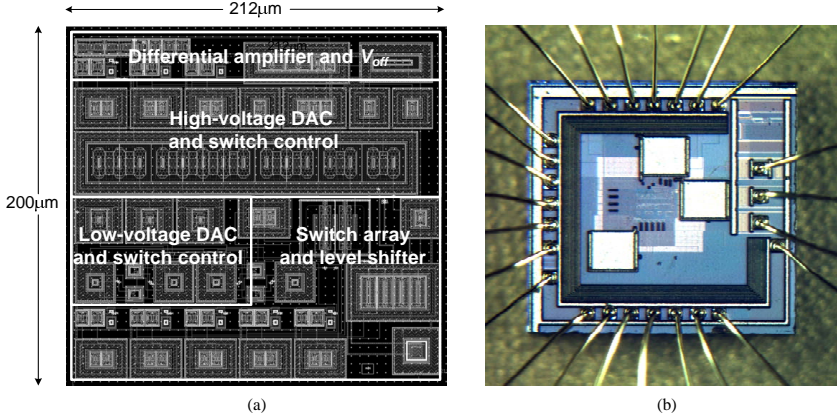 212μm
Differential amplifier and Voff
High-voltage DAC
and switch control
200μm
Low-voltage DAC
and switch control
Switch array
and level shifter
(a)
(b)